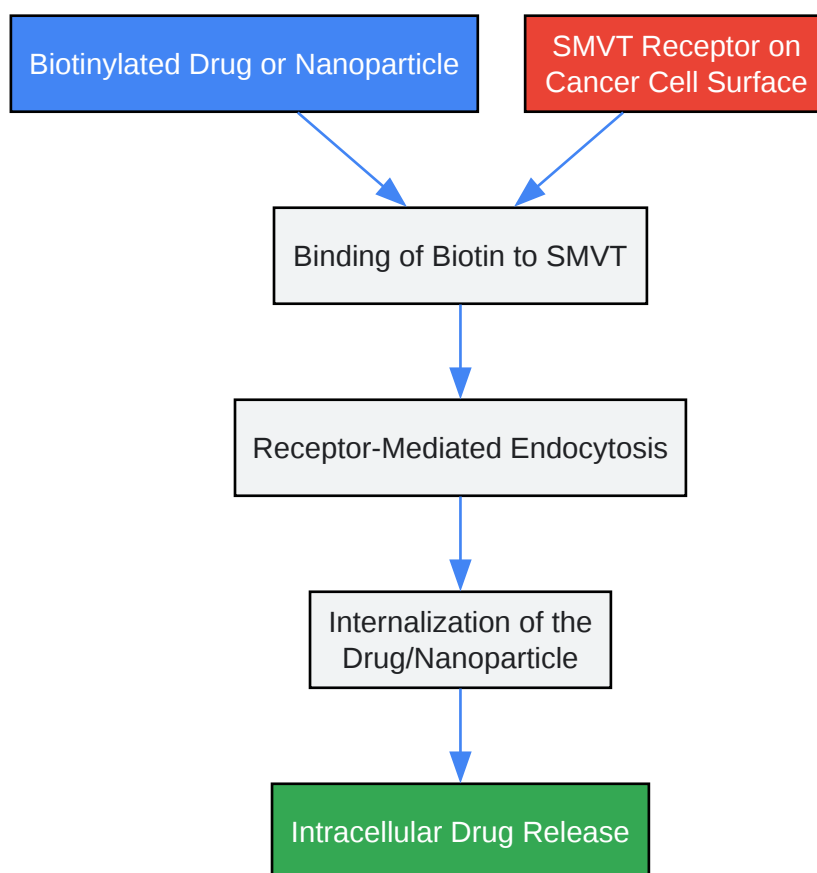 Biotinylated Drug or Nanoparticle
SMVT Receptor on
Cancer Cell Surface
Binding of Biotin to SMVT
Receptor-Mediated Endocytosis
Internalization of the
Drug/Nanoparticle
Intracellular Drug Release